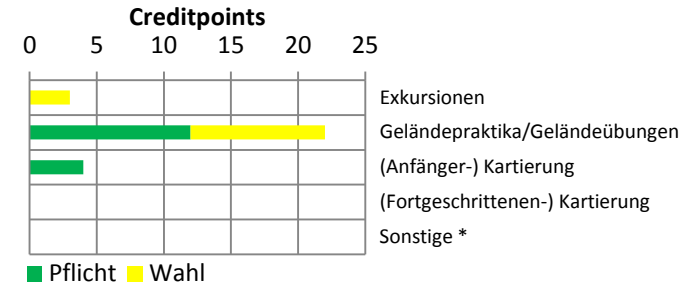 Creditpoints
0 5 10 15 20 25
Exkursionen
Geländepraktika/Geländeübungen
(Anfänger-) Kartierung
(Fortgeschrittenen-) Kartierung
Sonstige *
Pflicht Wahl